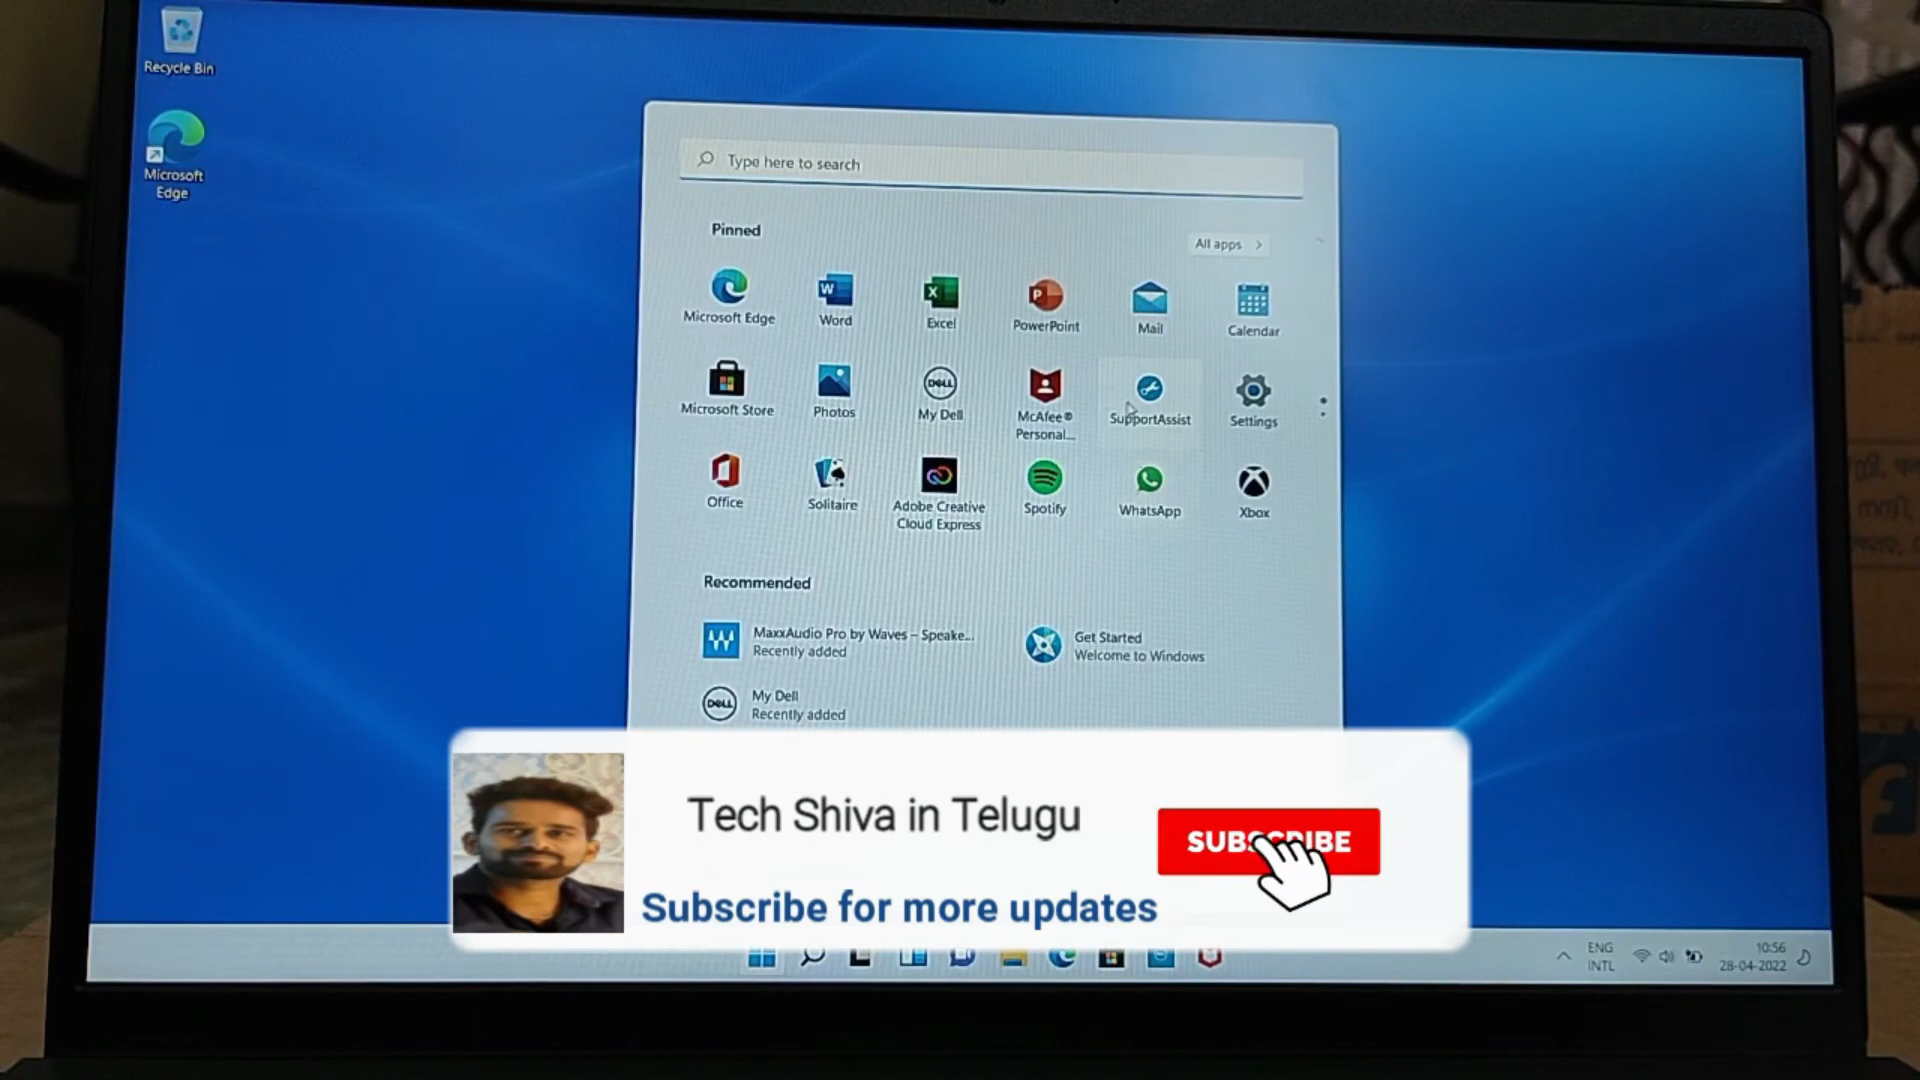 Recycle Bin
Microsoft
Edge
Type here to search
Pinned
All apps
Microsoft Edge
Word
Excel
PowerPoint
Mail
Calendar
Microsoft Store
Photos
DELL
My Dell
McAfee®
Personal...
SupportAssist
Settings
Office
Solitaire
Adobe Creative
Cloud Express
Spotify
WhatsApp
Xbox
Recommended
MaxxAudio Pro by Waves – Speake...
Recently added
Get Started
Welcome to Windows
DELL
My Dell
Recently added
Tech Shiva in Telugu
SUBSCRIBE
Subscribe for more updates
ENG
INTL
10:56
28-04-2022